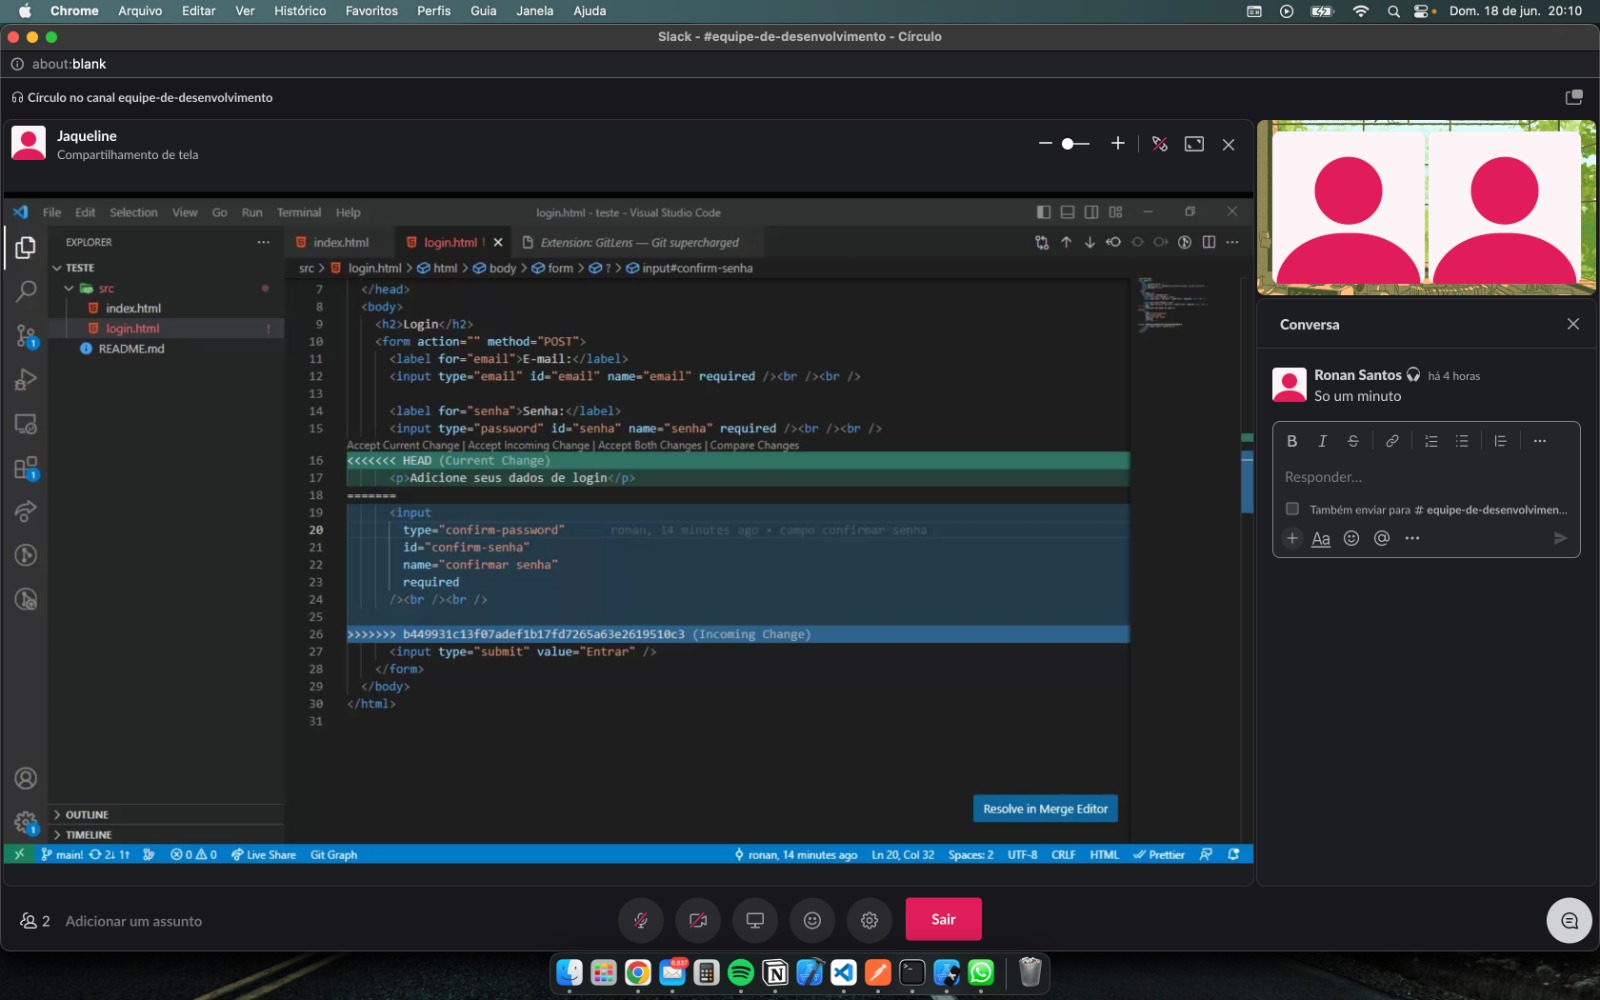 Chrome Arquivo Editar Ver Histórico Favoritos Perfis Guia Janela Ajuda Dom. 18 de jun. 20:10
Slack - #equipe-de-desenvolvimento - Círculo
about:blank
Círculo no canal equipe-de-desenvolvimento
Jaqueline
Compartilhamento de tela
File Edit Selection View Go Run Terminal Help login.html - teste - Visual Studio Code
EXPLORER
TESTE
src
index.html
login.html !
README.md
OUTLINE
TIMELINE
index.html login.html ! Extension: GitLens — Git supercharged
src > login.html > html > body > form > ? > input#confirm-senha
7 </head>
8 <body>
9 <h2>Login</h2>
10 <form action="" method="POST">
11 <label for="email">E-mail:</label>
12 <input type="email" id="email" name="email" required /><br /><br />
13
14 <label for="senha">Senha:</label>
15 <input type="password" id="senha" name="senha" required /><br /><br />
Accept Current Change | Accept Incoming Change | Accept Both Changes | Compare Changes
16 <<<<<<< HEAD (Current Change)
17 <p>Adicione seus dados de login</p>
18 =======
19 <input
20 type="confirm-password" ronan, 14 minutes ago • campo confirmar senha
21 id="confirm-senha"
22 name="confirmar senha"
23 required
24 /><br /><br />
25
26 >>>>>>> b449931c13f07adef1b17fd7265a63e2619510c3 (Incoming Change)
27 <input type="submit" value="Entrar" />
28 </form>
29 </body>
30 </html>
31
Resolve in Merge Editor
main! 2↓ 1↑ 0 0 Live Share Git Graph ronan, 14 minutes ago Ln 20, Col 32 Spaces: 2 UTF-8 CRLF HTML Prettier
1
1
1
Conversa
Ronan Santos há 4 horas
So um minuto
Responder...
Também enviar para # equipe-de-desenvolvimen...
Aa
2 Adicionar um assunto
Sair
6.837